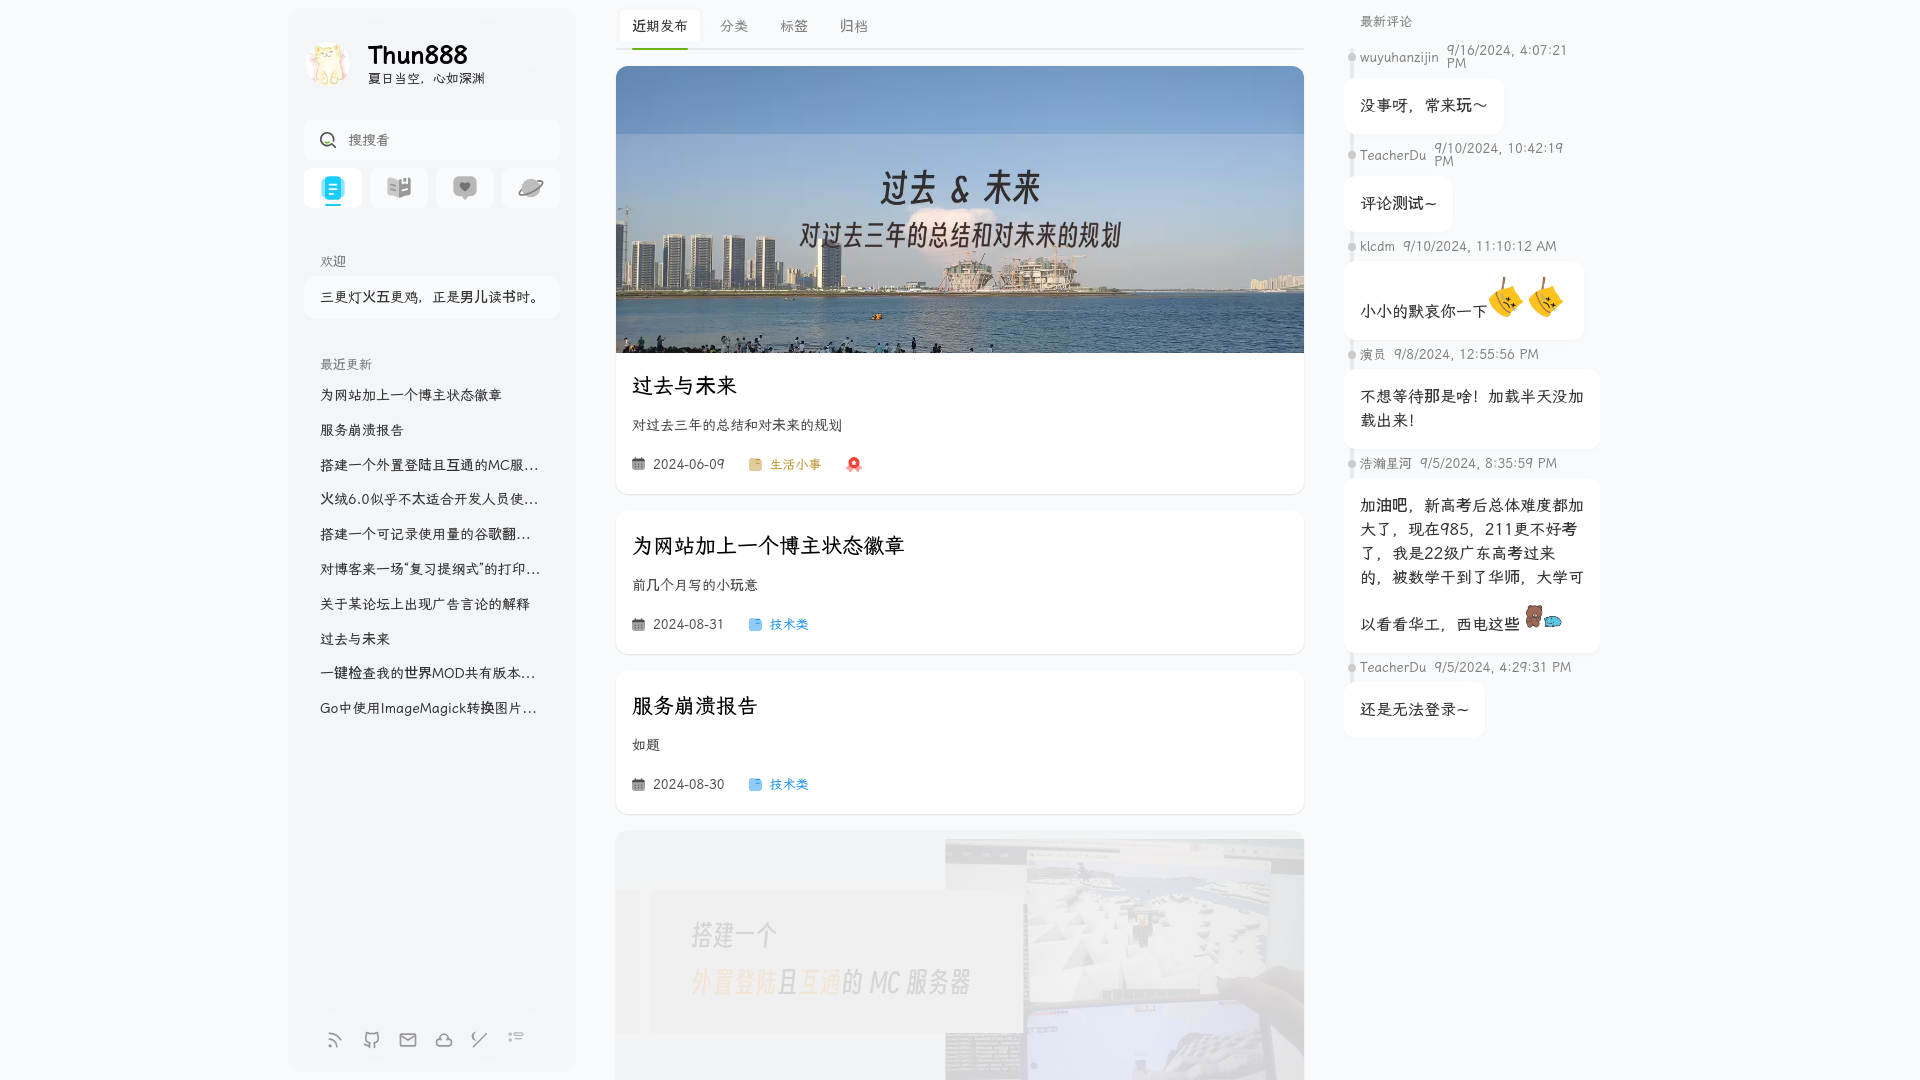 Thun888
夏日当空，心如深渊
搜搜看
欢迎
三更灯火五更鸡，正是男儿读书时。
最近更新
为网站加上一个博主状态徽章
服务崩溃报告
搭建一个外置登陆且互通的MC服...
火绒6.0似乎不太适合开发人员使...
搭建一个可记录使用量的谷歌翻...
对博客来一场“复习提纲式”的打印...
关于某论坛上出现广告言论的解释
过去与未来
一键检查我的世界MOD共有版本...
Go中使用ImageMagick转换图片...
近期发布 分类 标签 归档
过去 & 未来
对过去三年的总结和对未来的规划
过去与未来
对过去三年的总结和对未来的规划
2024-06-09 生活小事
为网站加上一个博主状态徽章
前几个月写的小玩意
2024-08-31 技术类
服务崩溃报告
如题
2024-08-30 技术类
搭建一个
外置登陆且互通的 MC 服务器
最新评论
wuyuhanzijin 9/16/2024, 4:07:21
PM
没事呀，常来玩～
TeacherDu 9/10/2024, 10:42:19
PM
评论测试~
klcdm 9/10/2024, 11:10:12 AM
小小的默哀你一下
演员 9/8/2024, 12:55:56 PM
不想等待那是啥！加载半天没加
载出来！
浩瀚星河 9/5/2024, 8:35:59 PM
加油吧，新高考后总体难度都加
大了，现在985，211更不好考
了，我是22级广东高考过来
的，被数学干到了华师，大学可
以看看华工，西电这些
TeacherDu 9/5/2024, 4:29:31 PM
还是无法登录~